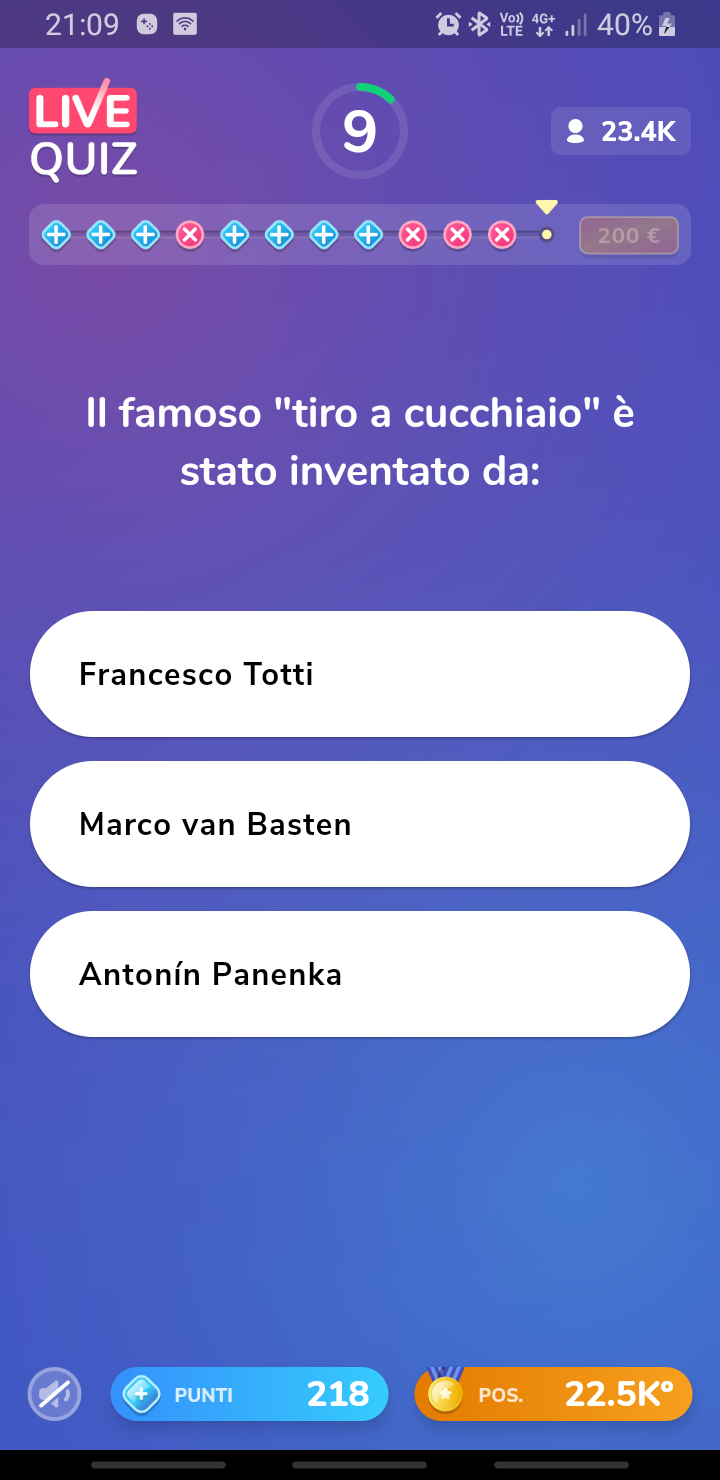 21:09
Vo)) LTE 4G+ 40%
LIVE
QUIZ
9
23.4K
200 €
Il famoso "tiro a cucchiaio" è
stato inventato da:
Francesco Totti
Marco van Basten
Antonín Panenka
PUNTI 218
POS. 22.5Kº